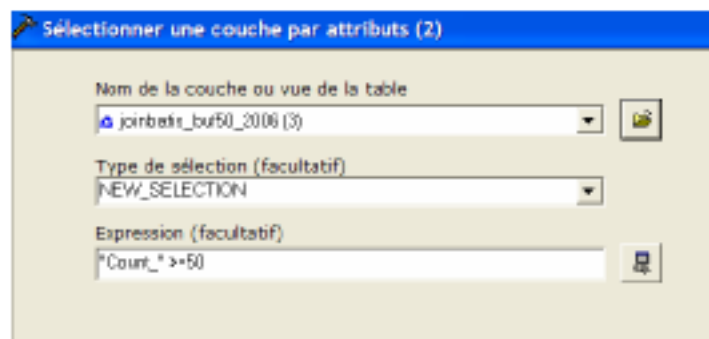 Sélectionner une couche par attributs (2)
Nom de la couche ou vue de la table
joinbatis_buf50_2006 (3)
Type de sélection (facultatif)
NEW_SELECTION
Expression (facultatif)
"Count_" >=50